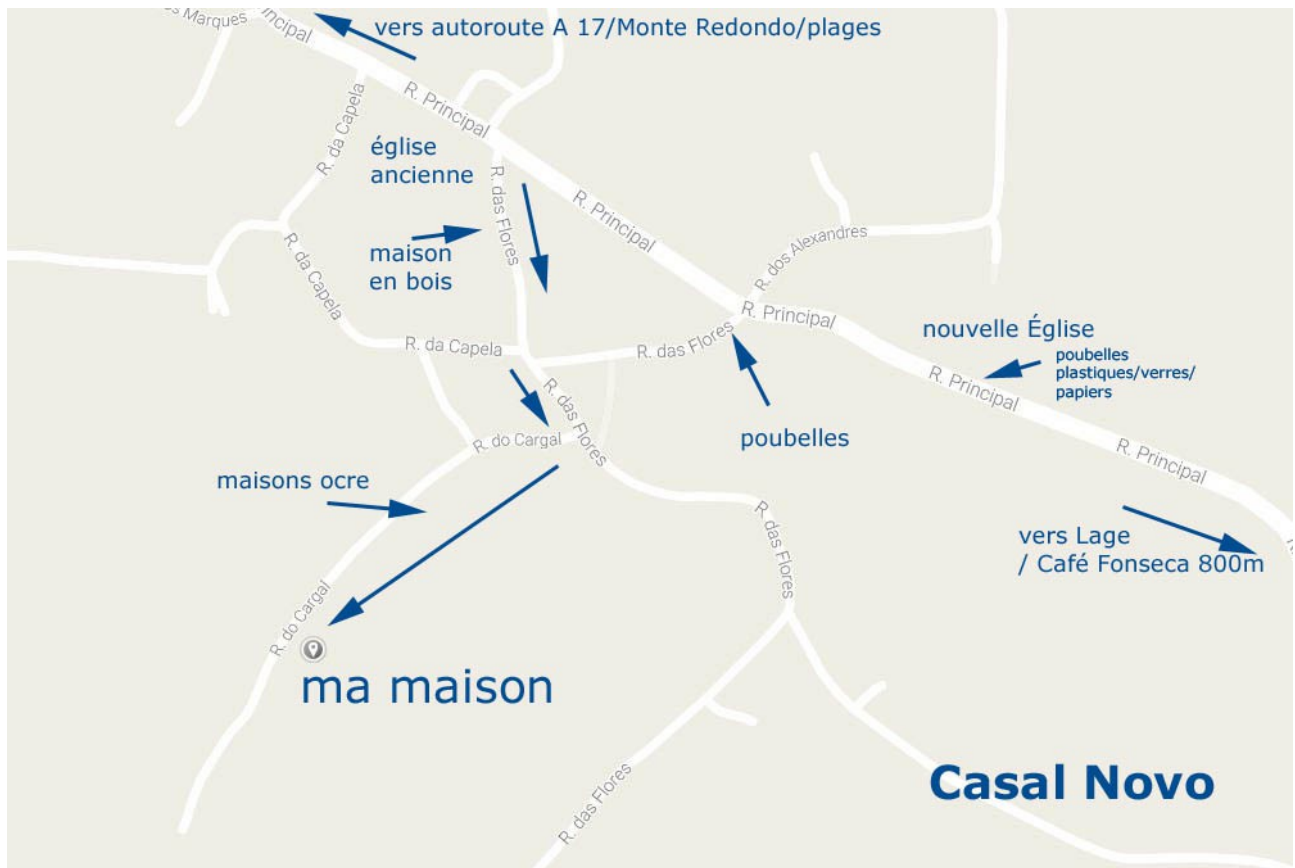 s Marques
Principal
vers autoroute A 17/Monte Redondo/plages
R. Principal
R. da Capela
église
ancienne
R. das Flores
R. Principal
maison
en bois
R. da Capela
R. dos Alexandres
R. Principal
nouvelle Église
poubelles
plastiques/verres/
papiers
R. da Capela
R. das Flores
R. Principal
R. das Flores
poubelles
R. do Cargal
R. Principal
maisons ocre
R. das Flores
vers Lage
/ Café Fonseca 800m
R. do Cargal
ma maison
Casal Novo
R. das Flores